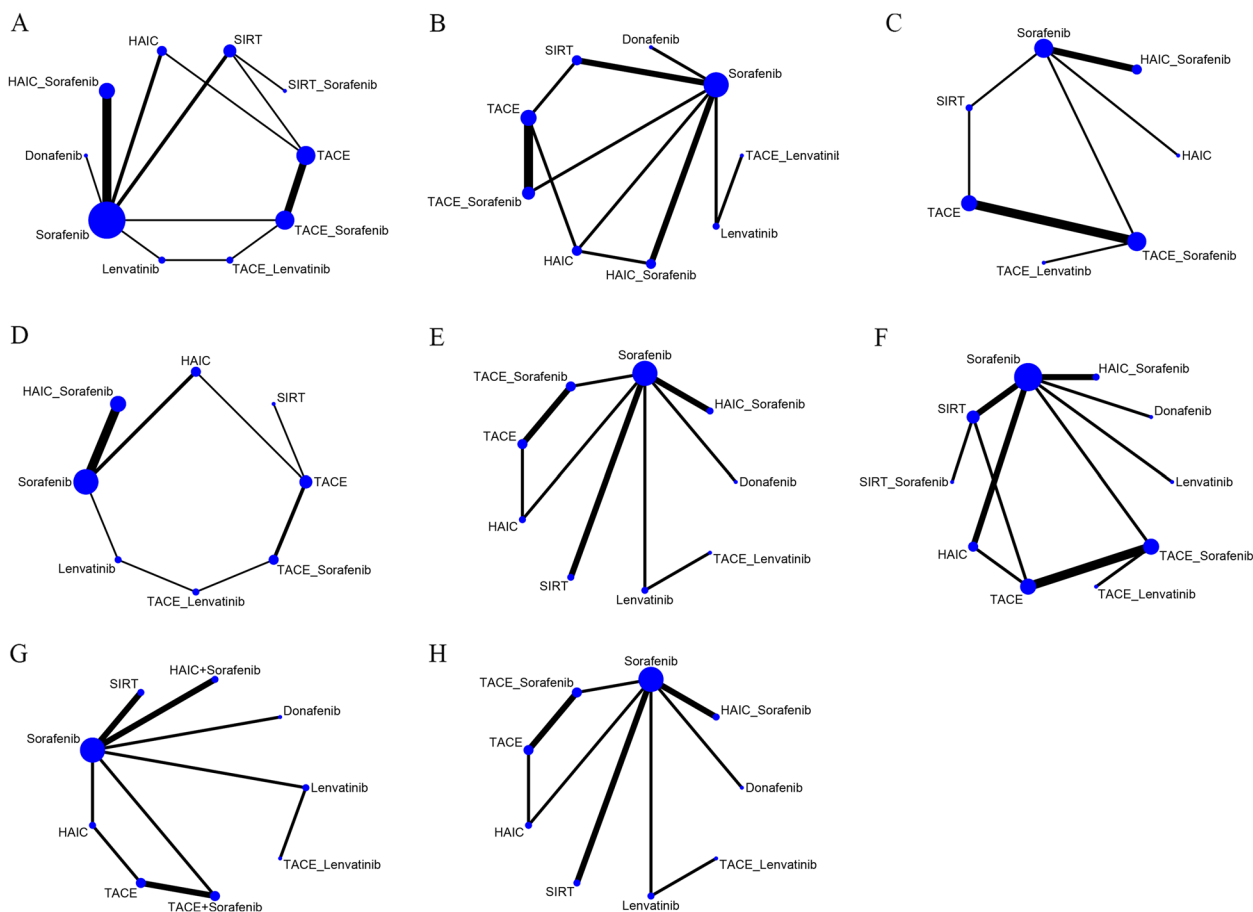 A
HAIC
SIRT
HAIC_Sorafenib
SIRT_Sorafenib
Donafenib
TACE
Sorafenib
TACE_Sorafenib
Lenvatinib
TACE_Lenvatinib
B
Donafenib
SIRT
Sorafenib
TACE
TACE_Lenvatinil
TACE_Sorafenib
Lenvatinib
HAIC
HAIC_Sorafenib
C
Sorafenib
HAIC_Sorafenib
SIRT
HAIC
TACE
TACE_Sorafenib
TACE_Lenvatinib
D
HAIC
HAIC_Sorafenib
SIRT
Sorafenib
TACE
Lenvatinib
TACE_Sorafenib
TACE_Lenvatinib
E
Sorafenib
TACE_Sorafenib
HAIC_Sorafenib
TACE
Donafenib
HAIC
TACE_Lenvatinib
SIRT
Lenvatinib
F
Sorafenib
HAIC_Sorafenib
SIRT
Donafenib
SIRT_Sorafenib
Lenvatinib
HAIC
TACE_Sorafenib
TACE
TACE_Lenvatinib
G
HAIC+Sorafenib
SIRT
Donafenib
Sorafenib
Lenvatinib
HAIC
TACE_Lenvatinib
TACE
TACE+Sorafenib
H
Sorafenib
TACE_Sorafenib
HAIC_Sorafenib
TACE
Donafenib
HAIC
TACE_Lenvatinib
SIRT
Lenvatinib